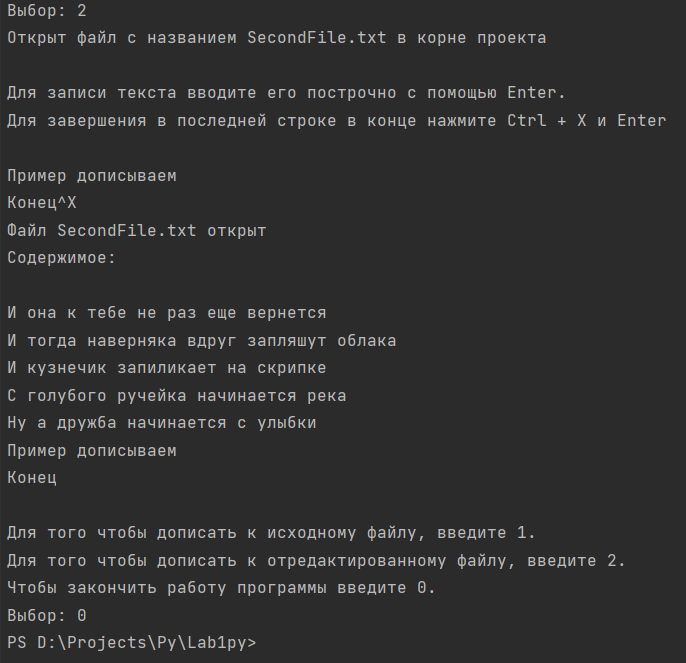 Выбор: 2
Открыт файл с названием SecondFile.txt в корне проекта
Для записи текста вводите его построчно с помощью Enter.
Для завершения в последней строке в конце нажмите Ctrl + X и Enter
Пример дописываем
Конец^X
Файл SecondFile.txt открыт
Содержимое:
И она к тебе не раз еще вернется
И тогда наверняка вдруг запляшут облака
И кузнечик запиликает на скрипке
С голубого ручейка начинается река
Ну а дружба начинается с улыбки
Пример дописываем
Конец
Для того чтобы дописать к исходному файлу, введите 1.
Для того чтобы дописать к отредактированному файлу, введите 2.
Чтобы закончить работу программы введите 0.
Выбор: 0
PS D:\Projects\Py\Lab1py>